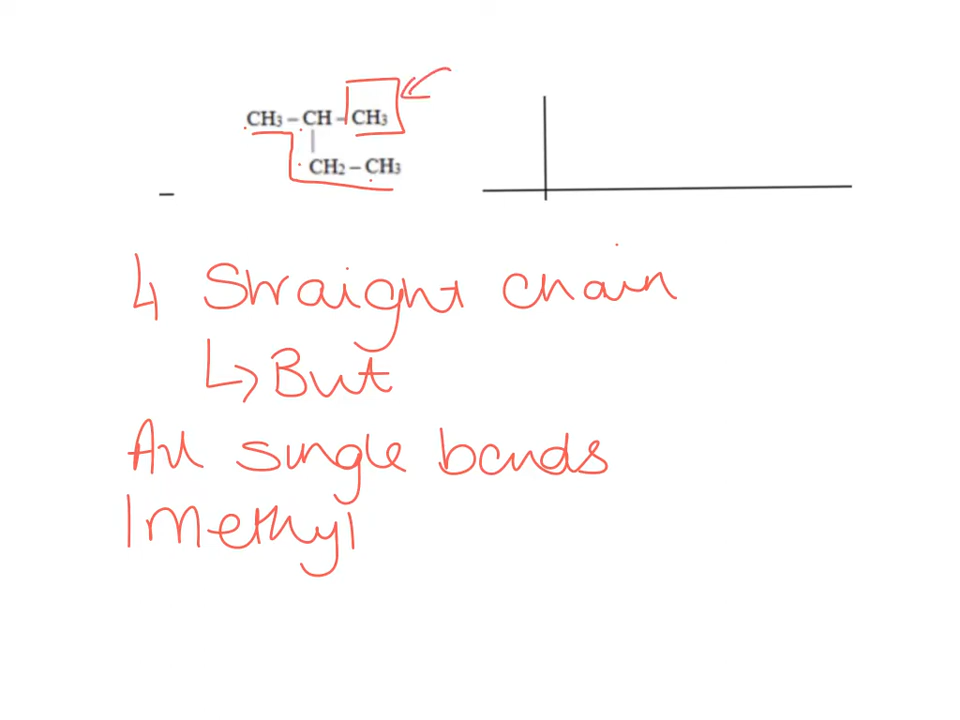 CH3 – CH – CH3
|
CH2 – CH3
4 Straight chain
↳ But
All single bonds
1 Methyl